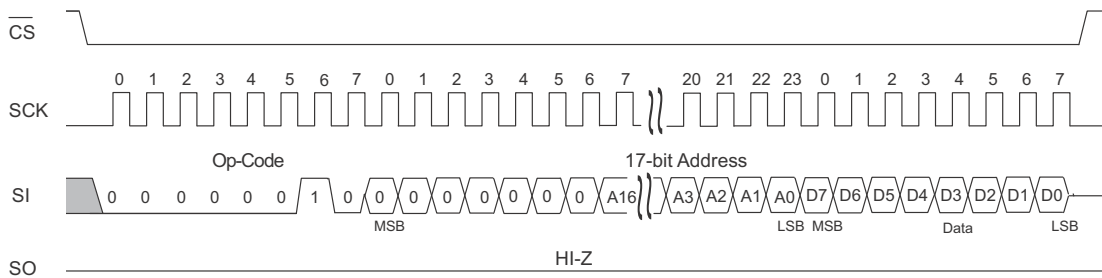 CS
0 1 2 3 4 5 6 7 0 1 2 3 4 5 6 7 20 21 22 23 0 1 2 3 4 5 6 7
SCK
Op-Code 17-bit Address
SI 0 0 0 0 0 0 1 0 0 0 0 0 0 0 0 A16 A3 A2 A1 A0 D7 D6 D5 D4 D3 D2 D1 D0
MSB LSB MSB Data LSB
HI-Z
SO